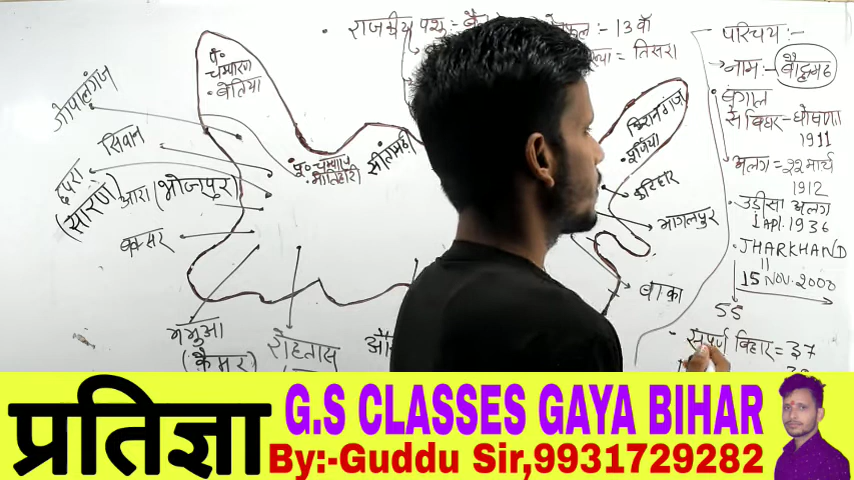 • राजकीय पशु = बैल
:- 13 वॉ
= तिसरा
परिचय :-
→ नाम :- बौद्धमठ
• बंगाल
से बिहार - घोषणा
1911
• अलग = 22 मार्च
1912
• उड़ीसा अलग
1 Apl. 1936
• JHARKHAND
15 NOV. 2000
55
• संपूर्ण बिहार = 37
प॰
चम्पारण
• बेतिया
गोपालगंज
सिवान
छपरा
(सारण)
आरा (भोजपुर)
बक्सर
पू॰ चम्पारण
मोतिहारी
सीतामढ़ी
किशनगंज
• पूर्णिया
कटिहार
भागलपुर
बाका
भभुआ
(कैमूर)
रोहतास
औ
प्रतिज्ञा
G.S CLASSES GAYA BIHAR
By:-Guddu Sir,9931729282